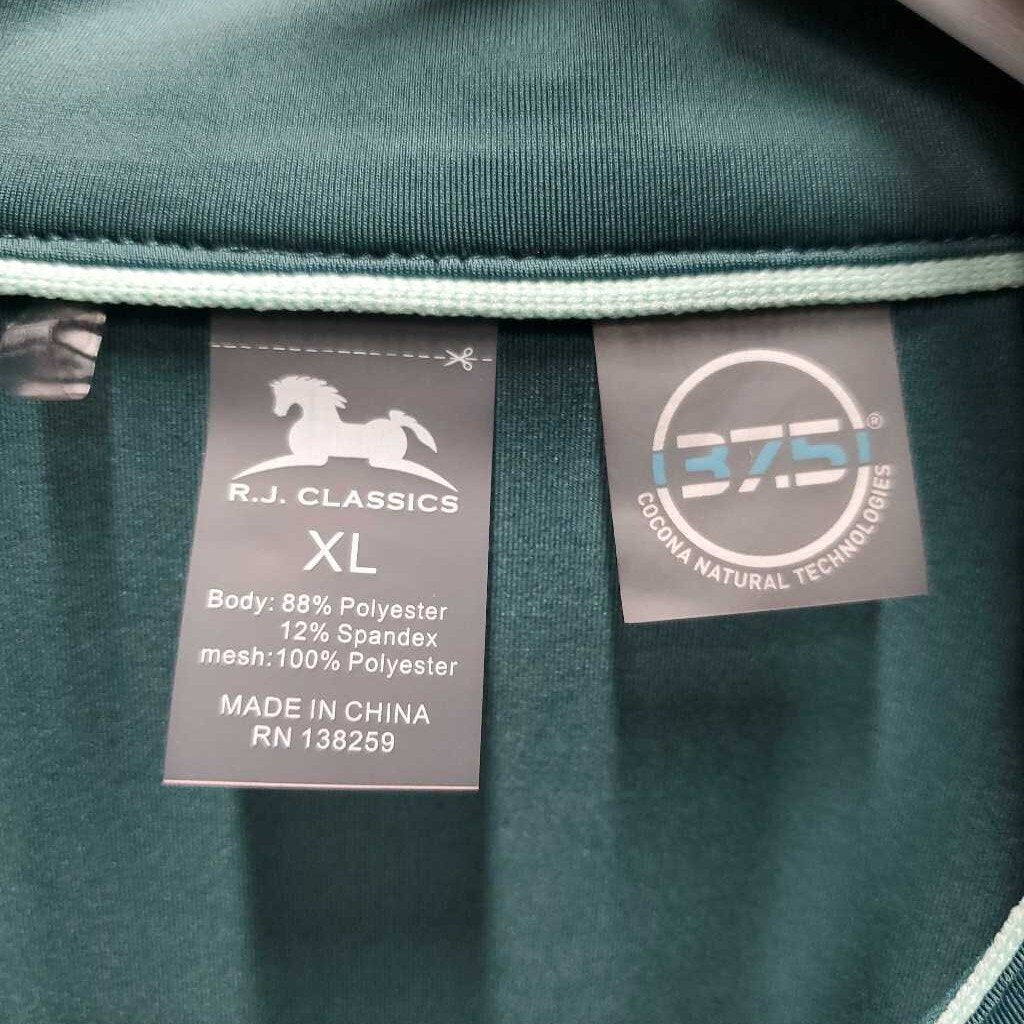 R.J. CLASSICS
XL
Body: 88% Polyester
12% Spandex
mesh:100% Polyester
MADE IN CHINA
RN 138259
37.5®
COCONA NATURAL TECHNOLOGIES